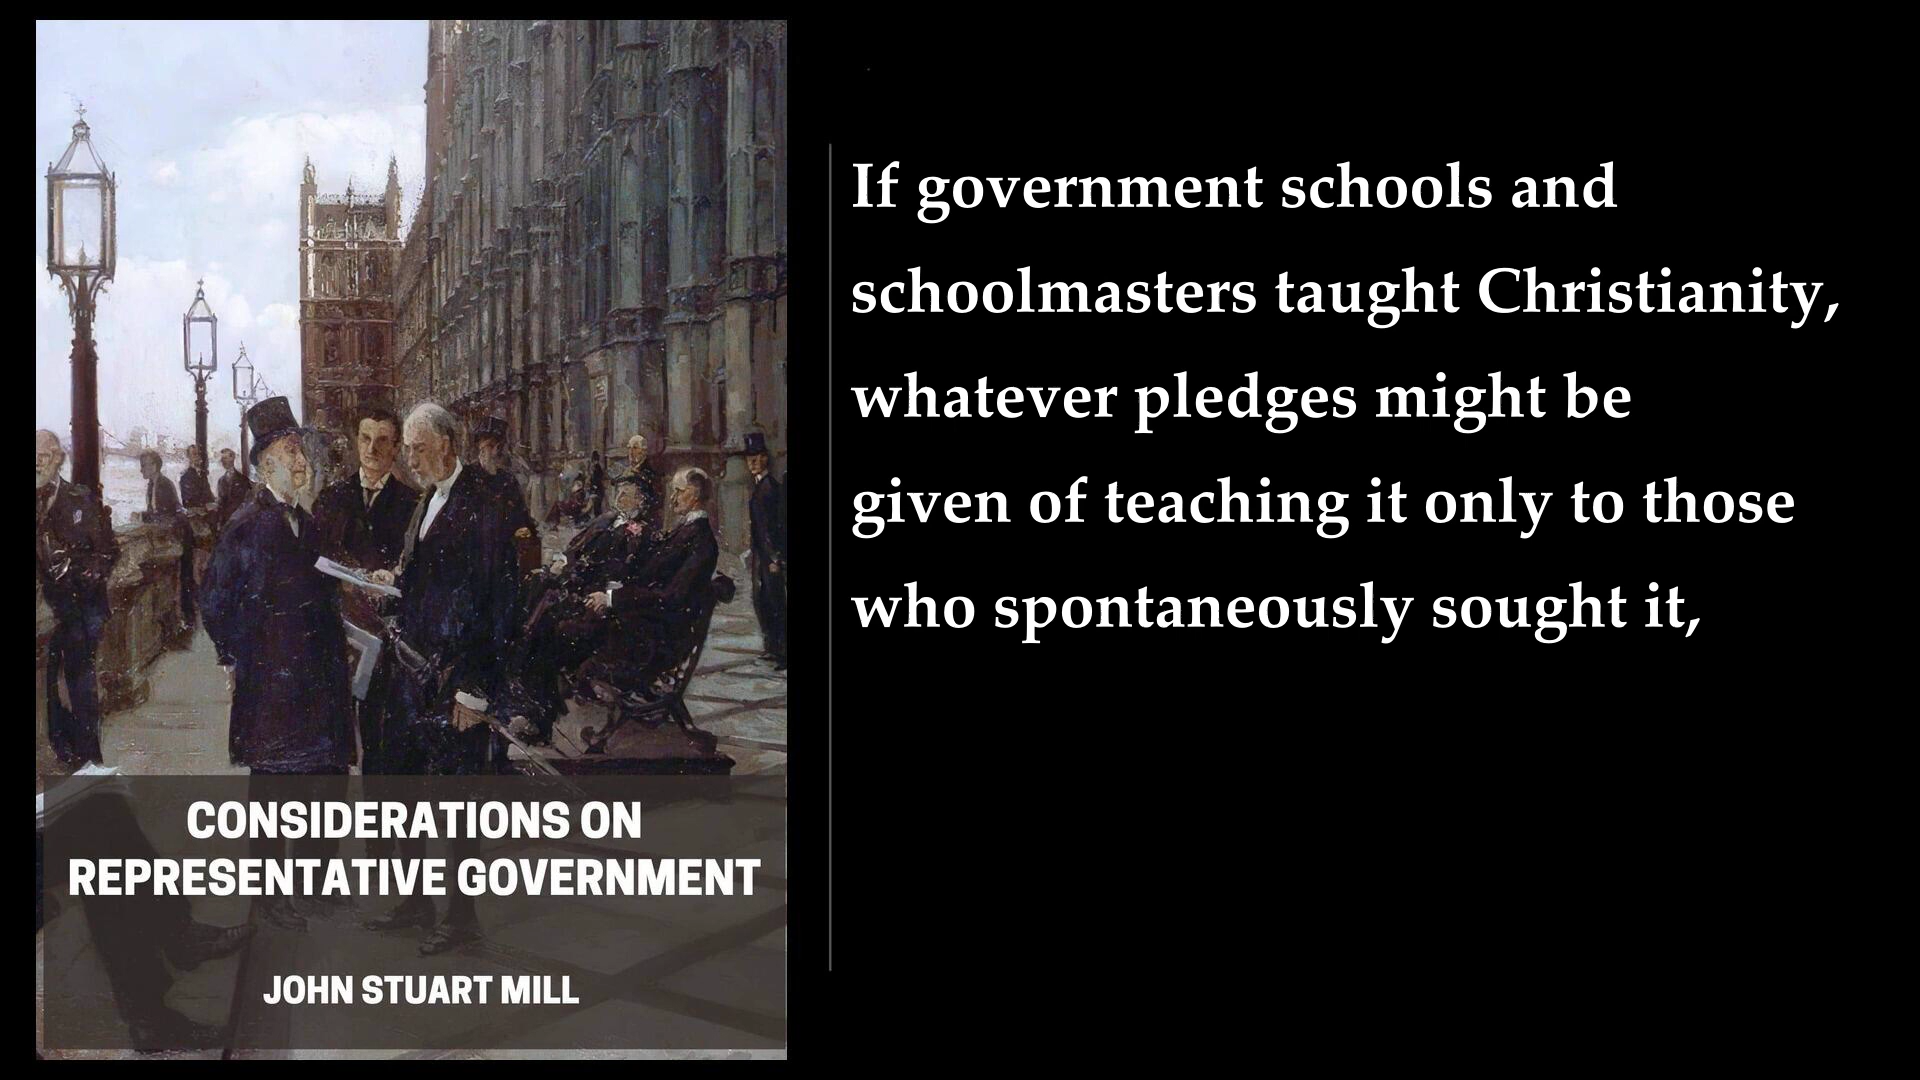 If government schools and
schoolmasters taught Christianity,
whatever pledges might be
given of teaching it only to those
who spontaneously sought it,
CONSIDERATIONS ON
REPRESENTATIVE GOVERNMENT
JOHN STUART MILL